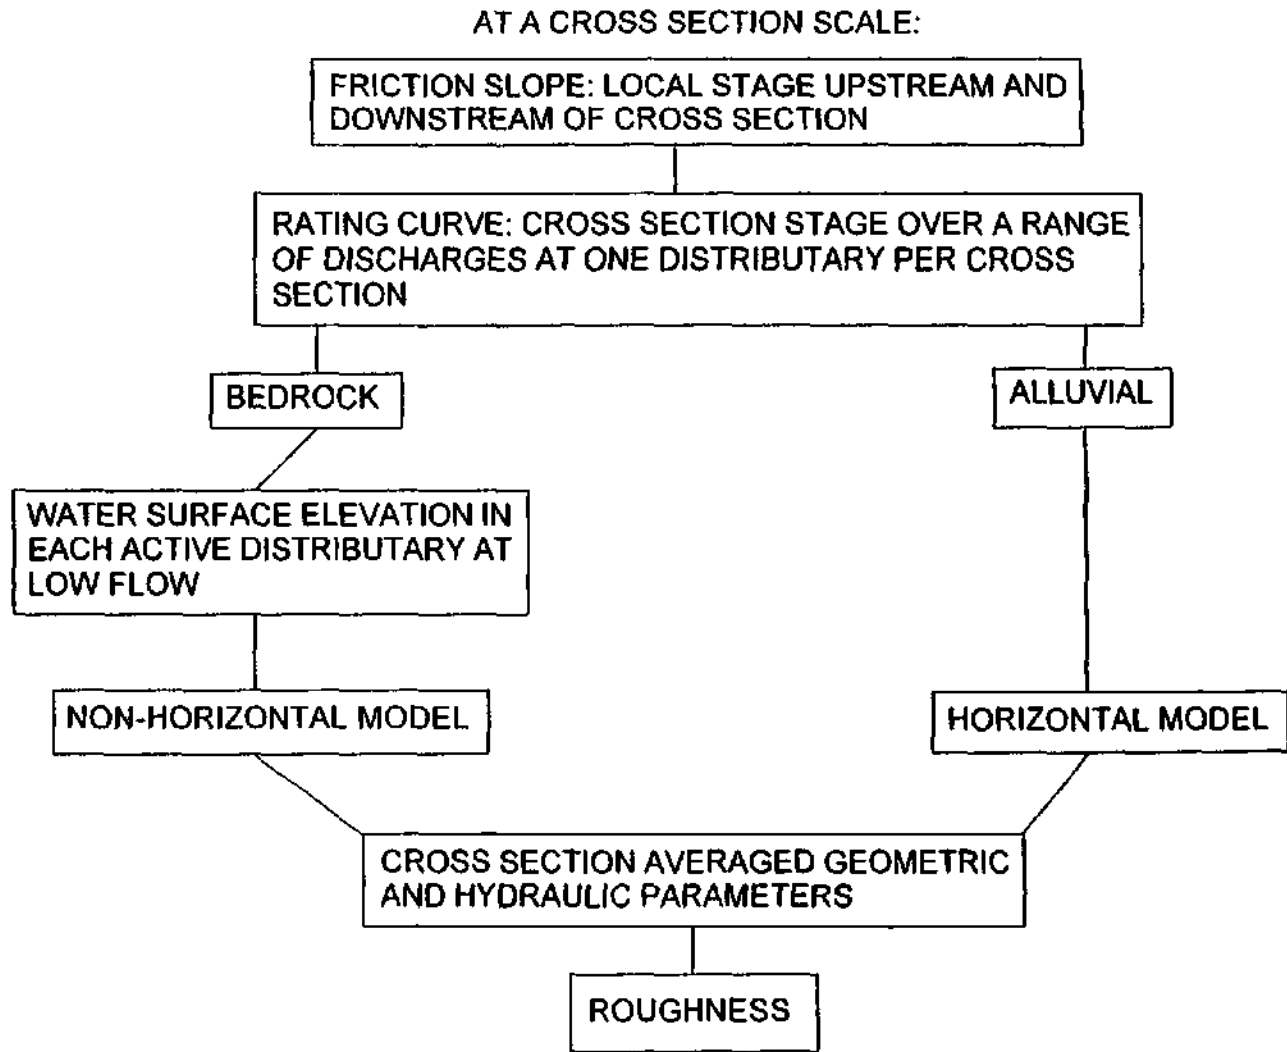 AT A CROSS SECTION SCALE:
FRICTION SLOPE: LOCAL STAGE UPSTREAM AND
DOWNSTREAM OF CROSS SECTION
RATING CURVE: CROSS SECTION STAGE OVER A RANGE
OF DISCHARGES AT ONE DISTRIBUTARY PER CROSS
SECTION
BEDROCK
ALLUVIAL
WATER SURFACE ELEVATION IN
EACH ACTIVE DISTRIBUTARY AT
LOW FLOW
NON-HORIZONTAL MODEL
HORIZONTAL MODEL
CROSS SECTION AVERAGED GEOMETRIC
AND HYDRAULIC PARAMETERS
ROUGHNESS